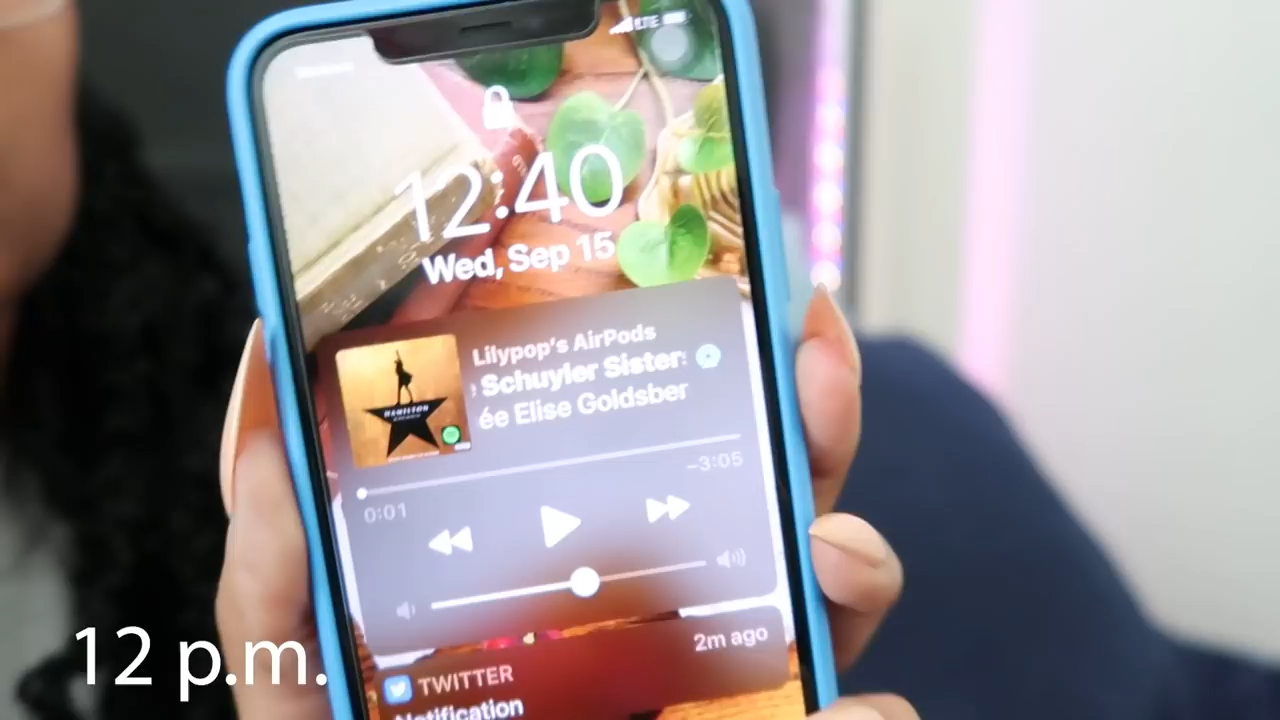 LTE
12:40
Wed, Sep 15
Lilypop's AirPods
Schuyler Sister
ée Elise Goldsber
HAMILTON
0:01
-3:05
2m ago
TWITTER
Notification
12 p.m.